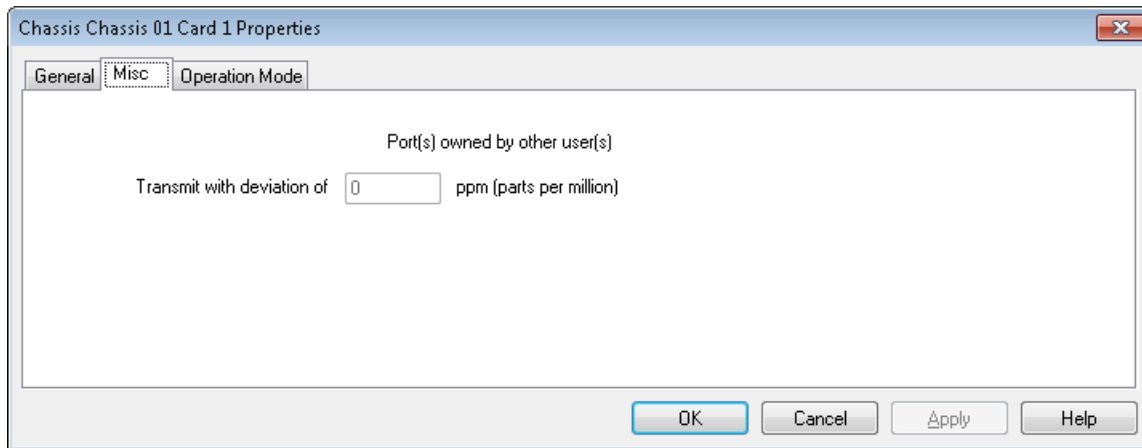 Chassis Chassis 01 Card 1 Properties
General Misc Operation Mode
Port(s) owned by other user(s)
Transmit with deviation of 0 ppm (parts per million)
OK Cancel Apply Help